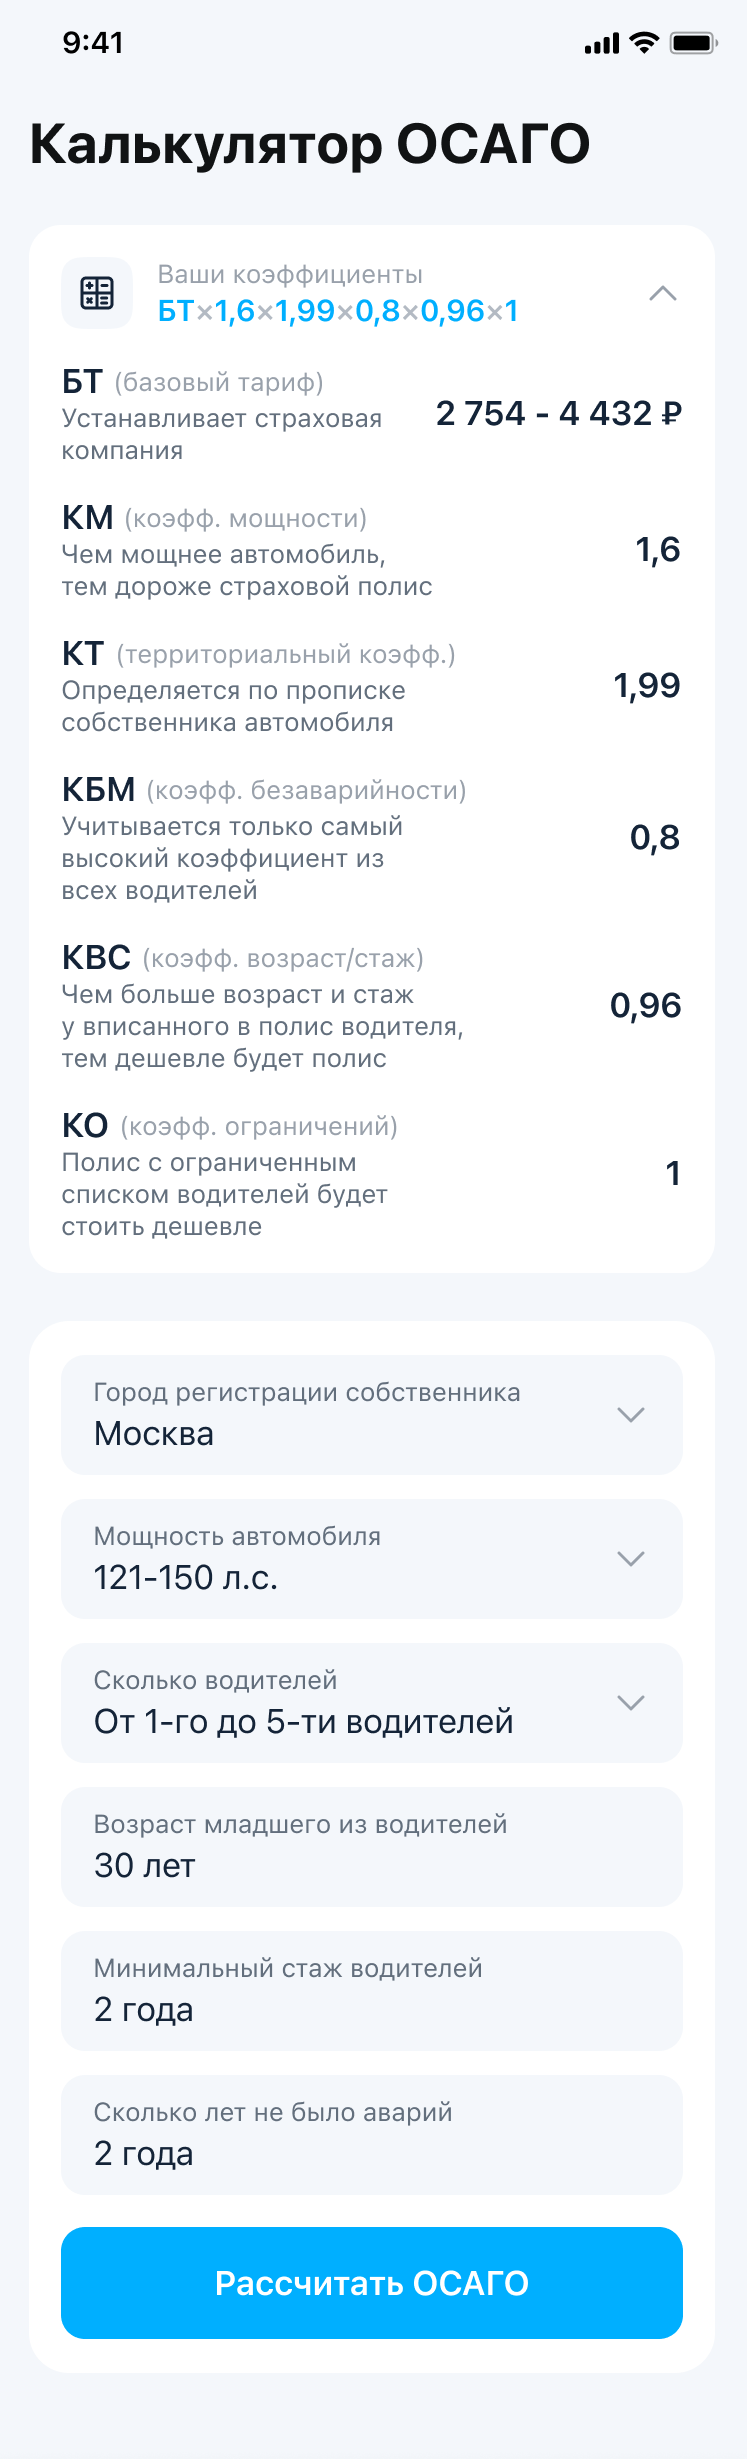 9:41
Калькулятор ОСАГО
Ваши коэффициенты
БТ×1,6×1,99×0,8×0,96×1
БТ (базовый тариф)
Устанавливает страховая
компания
2 754 - 4 432 ₽
КМ (коэфф. мощности)
Чем мощнее автомобиль,
тем дороже страховой полис
1,6
КТ (территориальный коэфф.)
Определяется по прописке
собственника автомобиля
1,99
КБМ (коэфф. безаварийности)
Учитывается только самый
высокий коэффициент из
всех водителей
0,8
КВС (коэфф. возраст/стаж)
Чем больше возраст и стаж
у вписанного в полис водителя,
тем дешевле будет полис
0,96
КО (коэфф. ограничений)
Полис с ограниченным
списком водителей будет
стоить дешевле
1
Город регистрации собственника
Москва
Мощность автомобиля
121-150 л.с.
Сколько водителей
От 1-го до 5-ти водителей
Возраст младшего из водителей
30 лет
Минимальный стаж водителей
2 года
Сколько лет не было аварий
2 года
Рассчитать ОСАГО